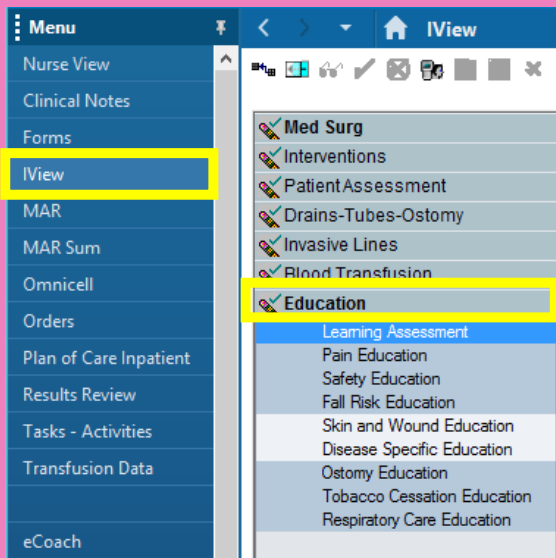 Menu
Nurse View
Clinical Notes
Forms
IView
MAR
MAR Sum
Omnicell
Orders
Plan of Care Inpatient
Results Review
Tasks - Activities
Transfusion Data
eCoach
IView
Med Surg
Interventions
Patient Assessment
Drains-Tubes-Ostomy
Invasive Lines
Blood Transfusion
Education
Learning Assessment
Pain Education
Safety Education
Fall Risk Education
Skin and Wound Education
Disease Specific Education
Ostomy Education
Tobacco Cessation Education
Respiratory Care Education